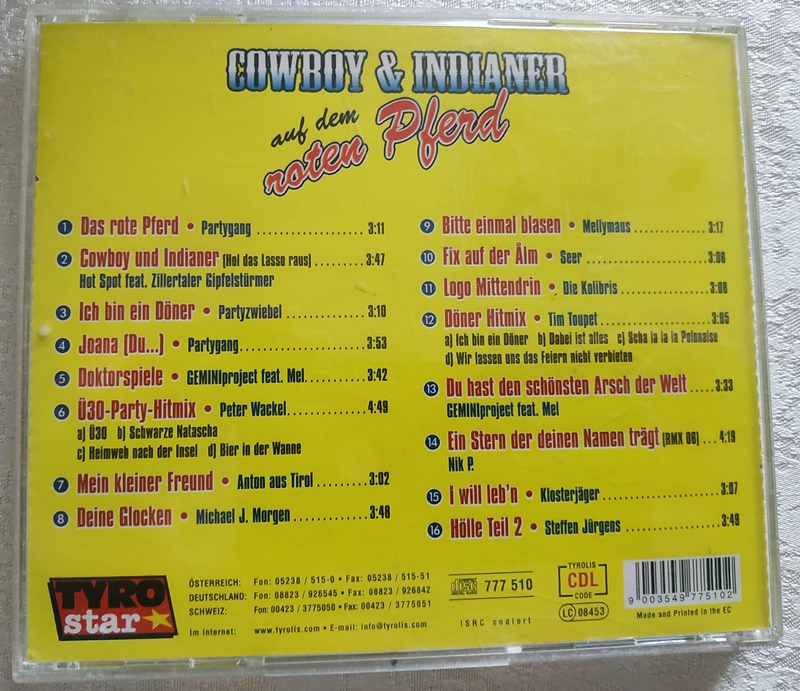 COWBOY & INDIANER
auf dem
roten Pferd
1 Das rote Pferd • Partygang .................. 3:11
2 Cowboy und Indianer (Hol das Lasso raus) ......... 3:47
Hot Spot feat. Zillertaler Gipfelstürmer
3 Ich bin ein Döner • Partyzwiebel ............ 3:10
4 Joana (Du...) • Partygang.................... 3:53
5 Doktorspiele • GEMINIproject feat. Mel........ 3:42
6 Ü30-Party-Hitmix • Peter Wackel............ 4:49
a) Ü30 b) Schwarze Natascha
c) Heimweh nach der Insel d) Bier in der Wanne
7 Mein kleiner Freund • Anton aus Tirol ........ 3:02
8 Deine Glocken • Michael J. Morgen............ 3:48
9 Bitte einmal blasen • Mellymaus ............ 3:17
10 Fix auf der Älm • Seer .................... 3:06
11 Logo Mittendrin • Die Kolibris .............. 3:08
12 Döner Hitmix • Tim Toupet................ 3:05
a) Ich bin ein Döner b) Dabei ist alles c) Scha la la la Polonaise
d) Wir lassen uns das Feiern nicht verbieten
13 Du hast den schönsten Arsch der Welt ..... 3:33
GEMINIproject feat. Mel
14 Ein Stern der deinen Namen trägt (RMX 06) ... 4:19
Nik P.
15 I will leb'n • Klosterjäger ................ 3:07
16 Hölle Teil 2 • Steffen Jürgens .............. 3:49
TYRO
star
ÖSTERREICH: Fon: 05238 / 515-0 • Fax: 05238 / 515-51
DEUTSCHLAND: Fon: 08823 / 926545 • Fax: 08823 / 926842
SCHWEIZ: Fon: 00423 / 3775050 • Fax: 00423 / 3775051
Im Internet: www.tyrolis.com • E-mail: info@tyrolis.com
777 510
ISRC codiert
TYROLIS
CDL
CODE
LC 08453
9 003549 775102
Made and Printed in the EC